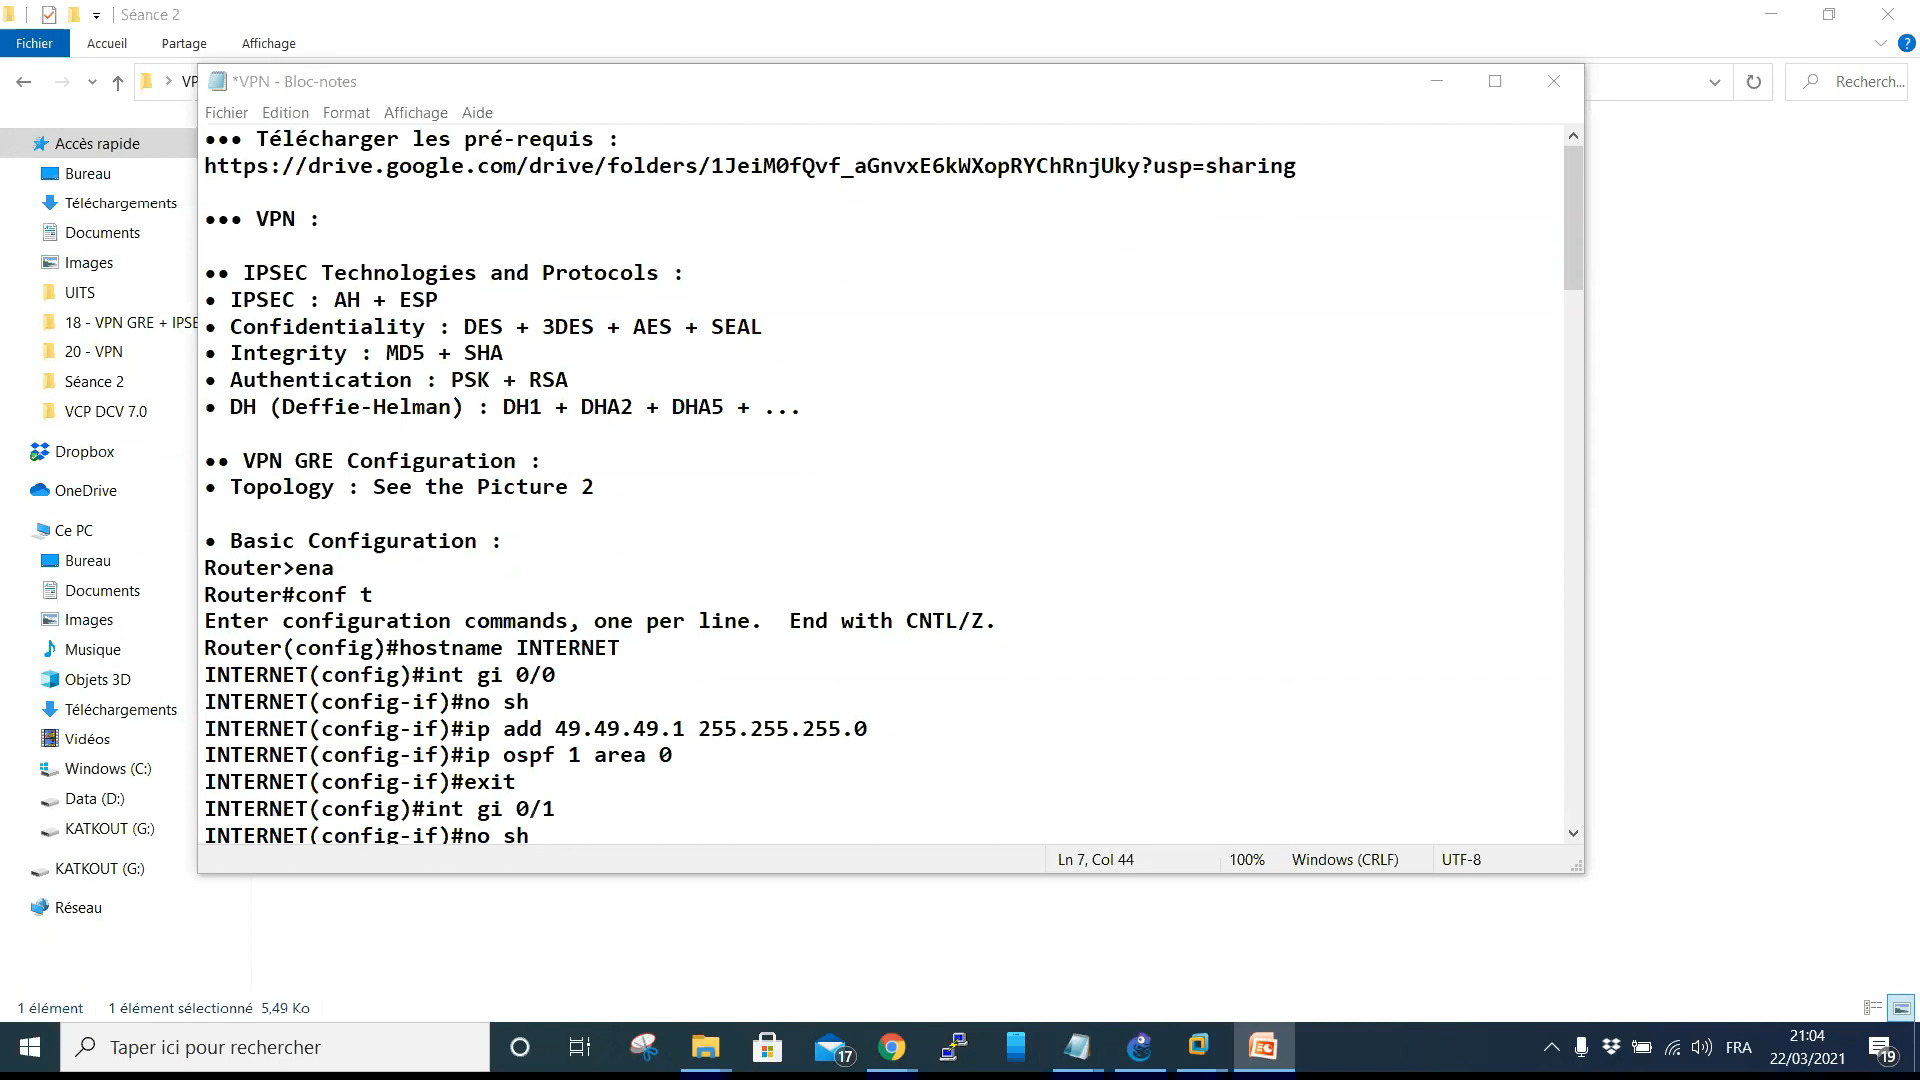 Séance 2
Fichier Accueil Partage Affichage
VP
Recherch...
*VPN - Bloc-notes
Fichier Edition Format Affichage Aide
••• Télécharger les pré-requis :
https://drive.google.com/drive/folders/1JeiM0fQvf_aGnvxE6kWXopRYChRnjUky?usp=sharing
••• VPN :
•• IPSEC Technologies and Protocols :
• IPSEC : AH + ESP
• Confidentiality : DES + 3DES + AES + SEAL
• Integrity : MD5 + SHA
• Authentication : PSK + RSA
• DH (Deffie-Helman) : DH1 + DHA2 + DHA5 + ...
•• VPN GRE Configuration :
• Topology : See the Picture 2
• Basic Configuration :
Router>ena
Router#conf t
Enter configuration commands, one per line.  End with CNTL/Z.
Router(config)#hostname INTERNET
INTERNET(config)#int gi 0/0
INTERNET(config-if)#no sh
INTERNET(config-if)#ip add 49.49.49.1 255.255.255.0
INTERNET(config-if)#ip ospf 1 area 0
INTERNET(config-if)#exit
INTERNET(config)#int gi 0/1
INTERNET(config-if)#no sh
Ln 7, Col 44 100% Windows (CRLF) UTF-8
Accès rapide
Bureau
Téléchargements
Documents
Images
UITS
18 - VPN GRE + IPSE
20 - VPN
Séance 2
VCP DCV 7.0
Dropbox
OneDrive
Ce PC
Bureau
Documents
Images
Musique
Objets 3D
Téléchargements
Vidéos
Windows (C:)
Data (D:)
KATKOUT (G:)
KATKOUT (G:)
Réseau
1 élément 1 élément sélectionné 5,49 Ko
Taper ici pour rechercher
17
FRA
21:04
22/03/2021
19